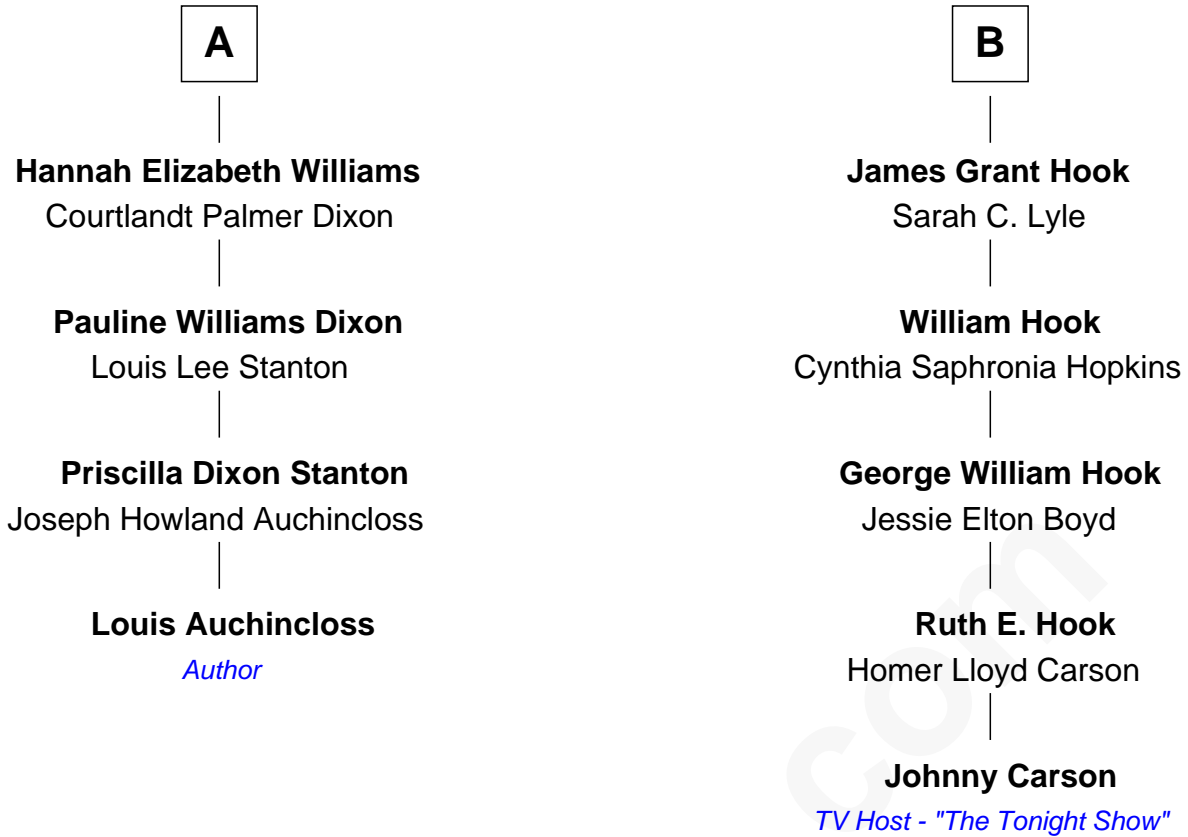 A
Hannah Elizabeth Williams
Courtlandt Palmer Dixon
Pauline Williams Dixon
Louis Lee Stanton
Priscilla Dixon Stanton
Joseph Howland Auchincloss
Louis Auchincloss
Author
B
James Grant Hook
Sarah C. Lyle
William Hook
Cynthia Saphronia Hopkins
George William Hook
Jessie Elton Boyd
Ruth E. Hook
Homer Lloyd Carson
Johnny Carson
TV Host - "The Tonight Show"
com